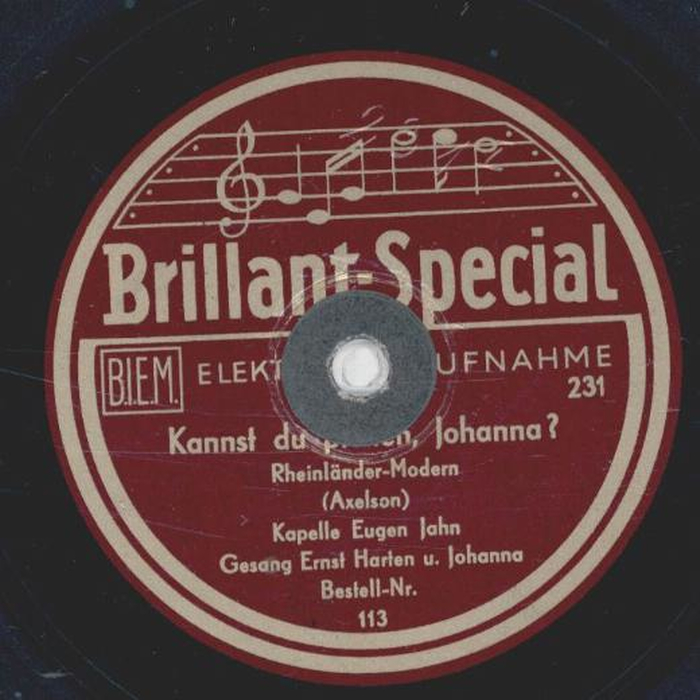 Brillant-Special
B.I.E.M. ELEKT UFNAHME
231
Kannst du Johanna?
Rheinländer-Modern
(Axelson)
Kapelle Eugen Jahn
Gesang Ernst Harten u. Johanna
Bestell-Nr.
113